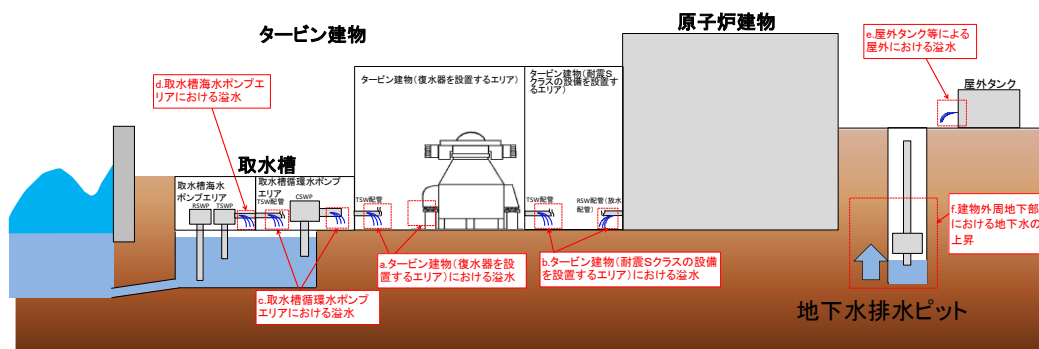 タービン建物
原子炉建物
e.屋外タンク等による
屋外における溢水
屋外タンク
タービン建物(復水器を設置するエリア)
タービン建物(耐震S
クラスの設備を設置す
るエリア)
d.取水槽海水ポンプエ
リアにおける溢水
取水槽
取水槽海水
ポンプエリア
RSWP
TSWP
取水槽循環水ポンプ
エリア
TSW配管
CSWP
TSW配管
TSW配管
RSW配管(放水
配管)
f.建物外周地下部
における地下水の
上昇
a.タービン建物(復水器を設
置するエリア)における溢水
b.タービン建物(耐震Sクラスの設備
を設置するエリア)における溢水
c.取水槽循環水ポンプ
エリアにおける溢水
地下水排水ピット